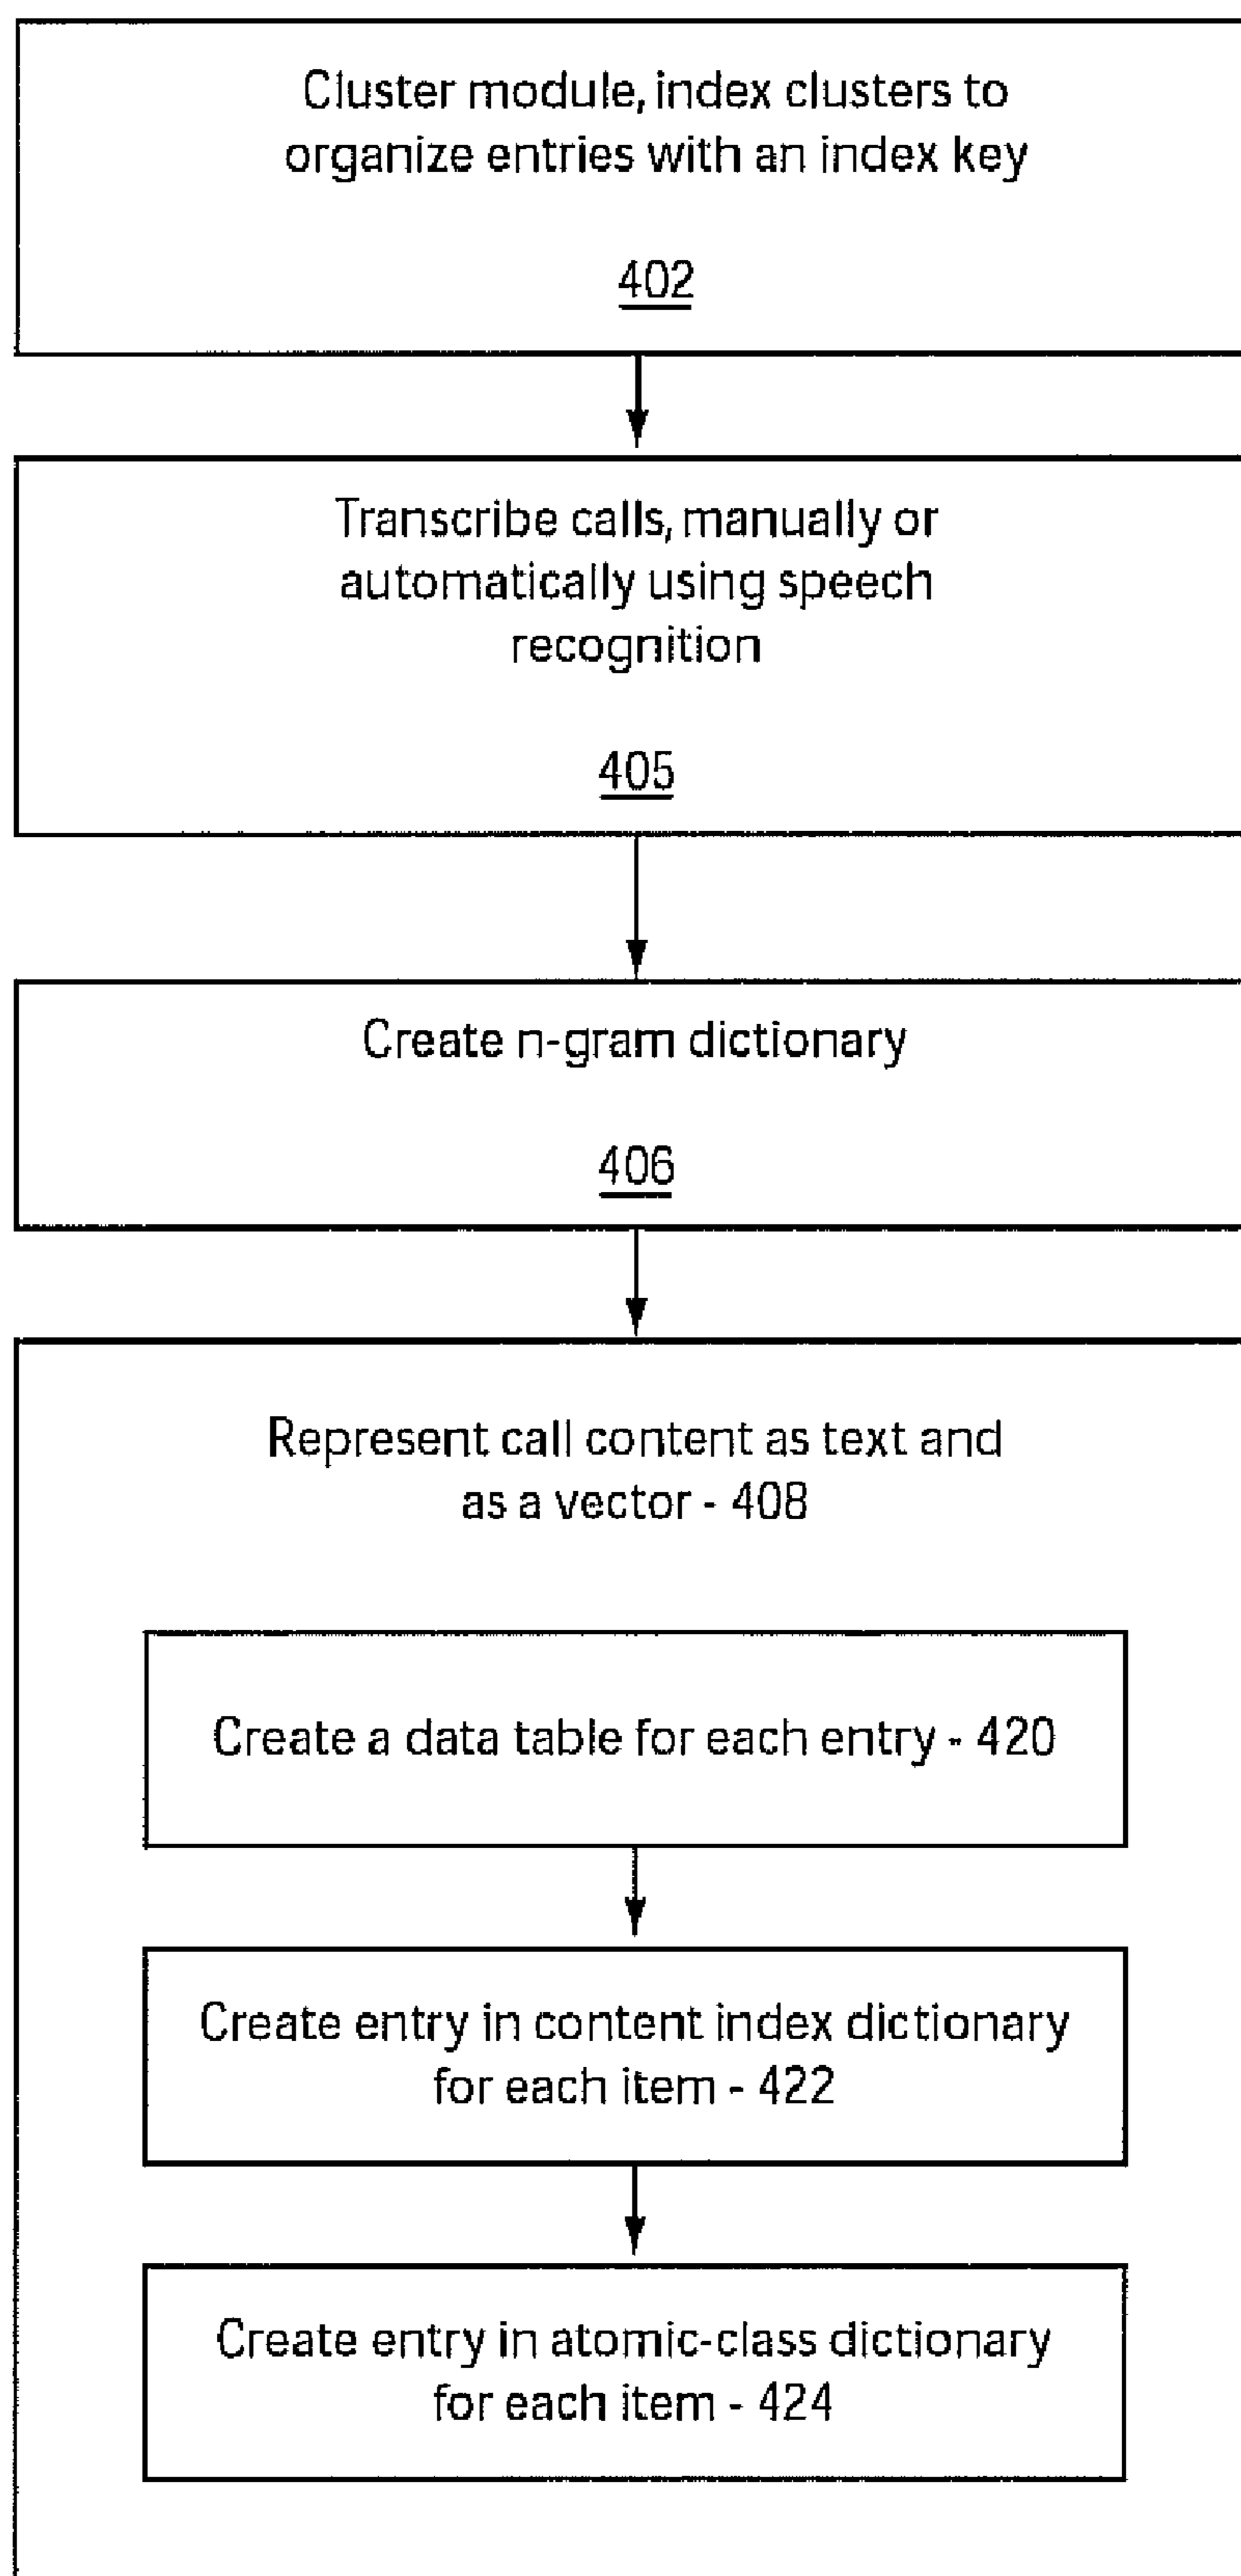 Cluster module, index clusters to
organize entries with an index key
402
Transcribe calls, manually or
automatically using speech
recognition
405
Create n-gram dictionary
406
Represent call content as text and
as a vector - 408
Create a data table for each entry - 420
Create entry in content index dictionary
for each item - 422
Create entry in atomic-class dictionary
for each item - 424